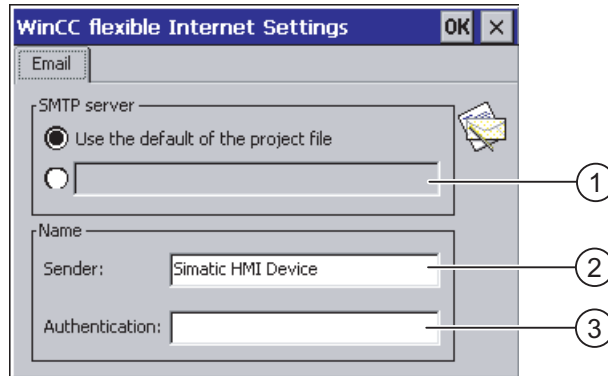 WinCC flexible Internet Settings OK ×
Email
SMTP server
Use the default of the project file
1
Name
Sender: Simatic HMI Device
2
Authentication:
3